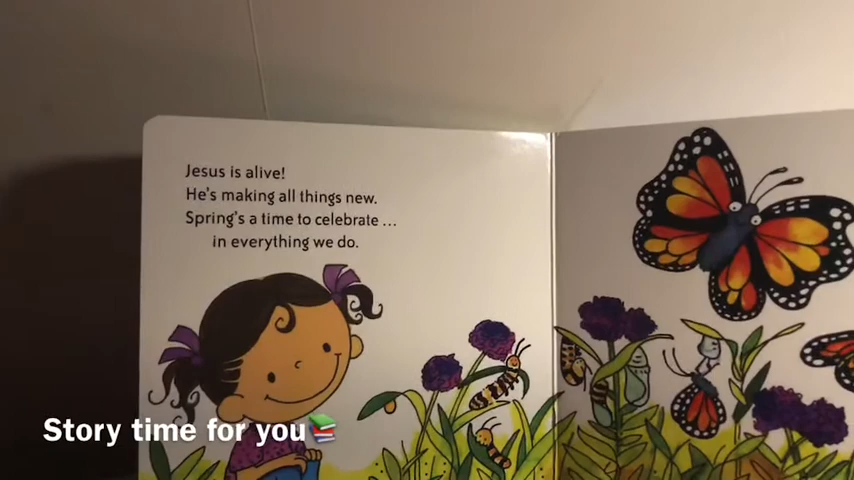 Jesus is alive!
He's making all things new.
Spring's a time to celebrate ...
in everything we do.
Story time for you📚